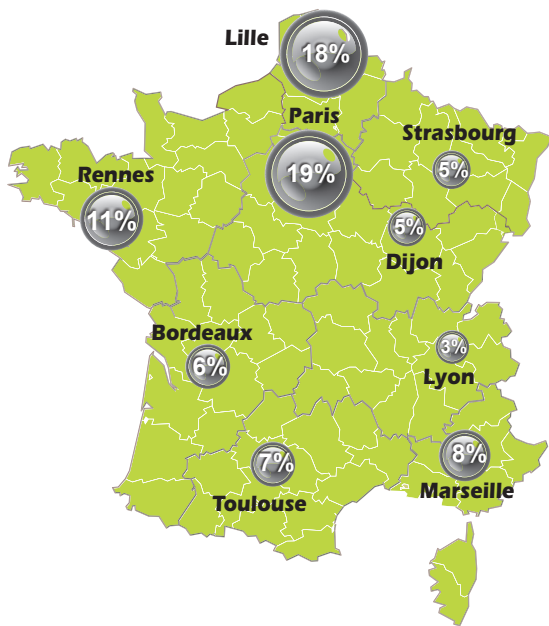 Lille
18%
Paris
19%
Strasbourg
5%
Rennes
11%
5%
Dijon
Bordeaux
6%
3%
Lyon
7%
Toulouse
8%
Marseille